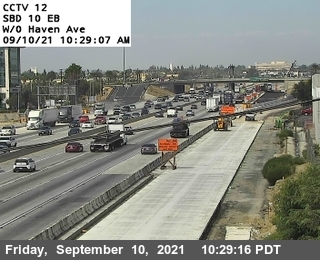 CCTV 12
SBD 10 EB
W/O Haven Ave
09/10/21 10:29:07 AM
Friday, September 10, 2021 10:29:16 PDT